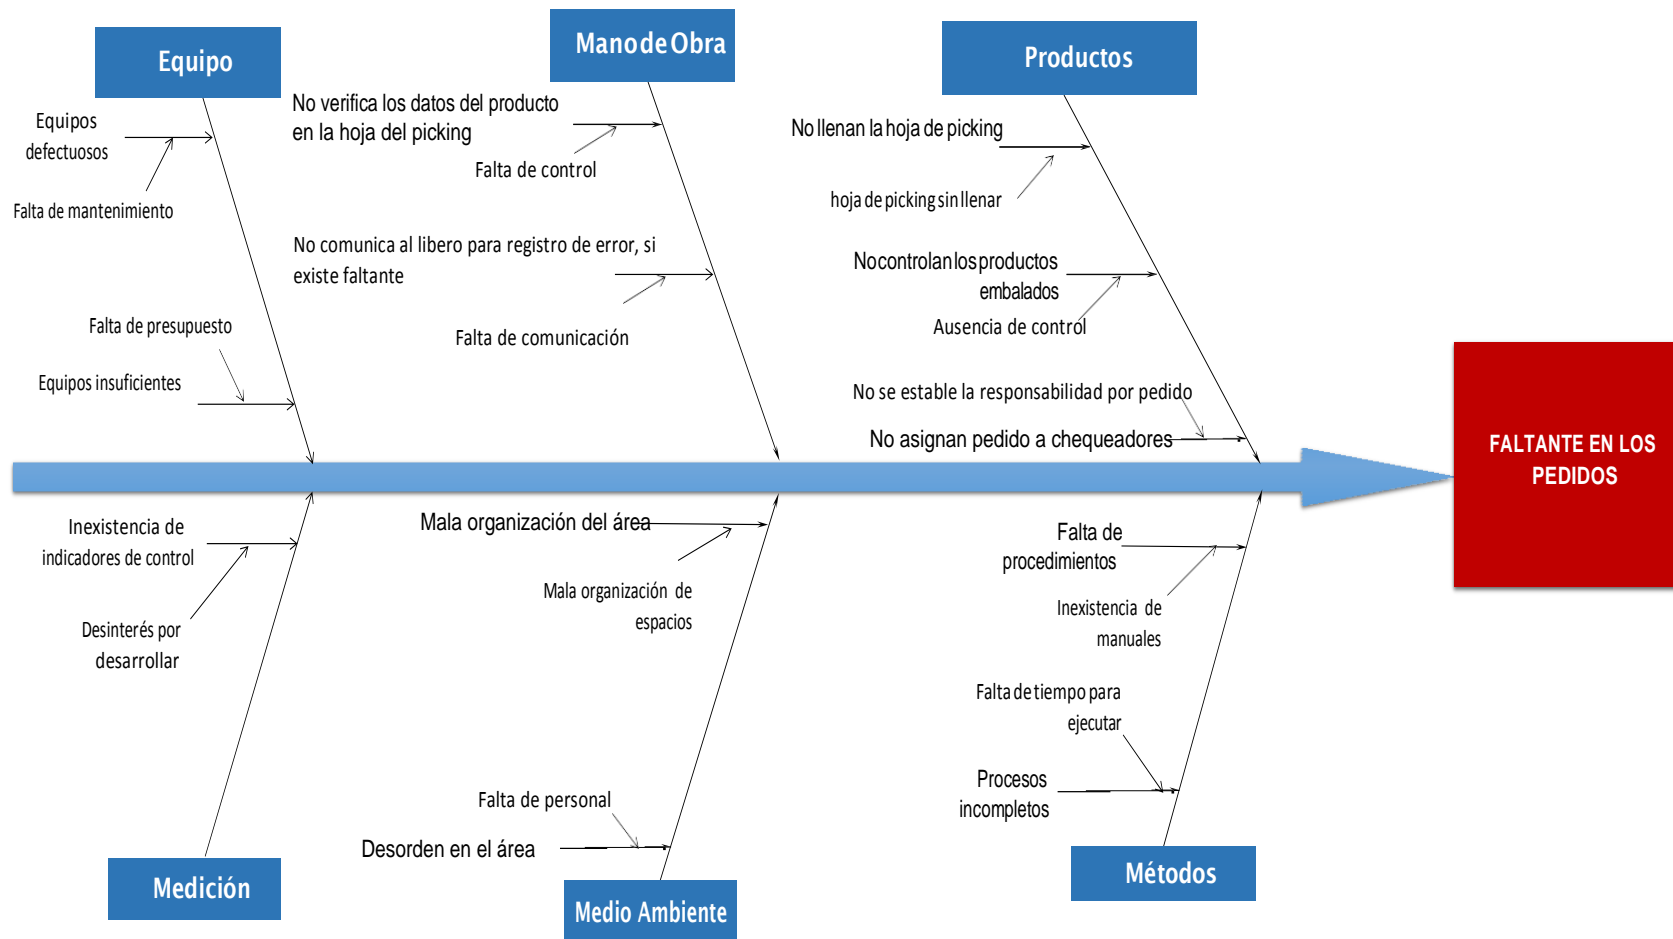 Equipo
Mano de Obra
Productos
Equipos
defectuosos
Falta de mantenimiento
No verifica los datos del producto
en la hoja del picking
Falta de control
No llenan la hoja de picking
hoja de picking sin llenar
No comunica al libero para registro de error, si
existe faltante
Falta de comunicación
No controlan los productos
embalados
Ausencia de control
Falta de presupuesto
Equipos insuficientes
No se estable la responsabilidad por pedido
No asignan pedido a chequeadores
FALTANTE EN LOS
PEDIDOS
Inexistencia de
indicadores de control
Desinterés por
desarrollar
Mala organización del área
Mala organización de
espacios
Falta de
procedimientos
Inexistencia de
manuales
Falta de tiempo para
ejecutar
Procesos
incompletos
Falta de personal
Desorden en el área
Medición
Medio Ambiente
Métodos